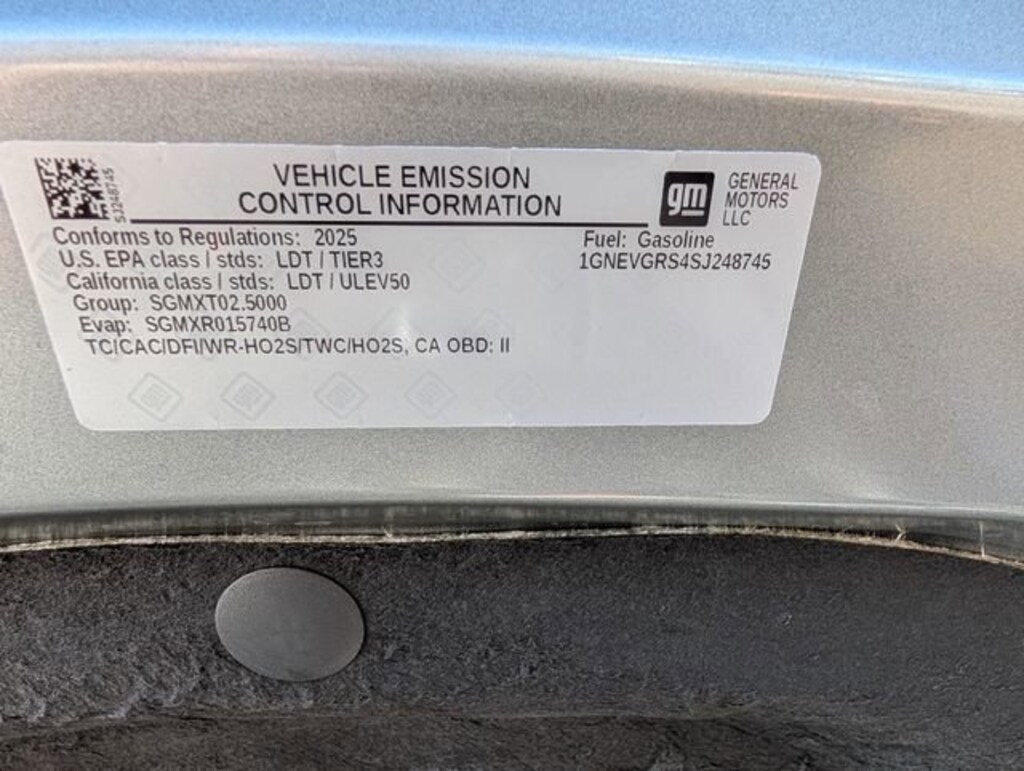 SJ248745
VEHICLE EMISSION
CONTROL INFORMATION
gm
GENERAL
MOTORS
LLC
Conforms to Regulations: 2025
Fuel: Gasoline
U.S. EPA class / stds: LDT / TIER3
1GNEVGRS4SJ248745
California class / stds: LDT / ULEV50
Group: SGMXT02.5000
Evap: SGMXR015740B
TC/CAC/DFI/WR-HO2S/TWC/HO2S, CA OBD: II